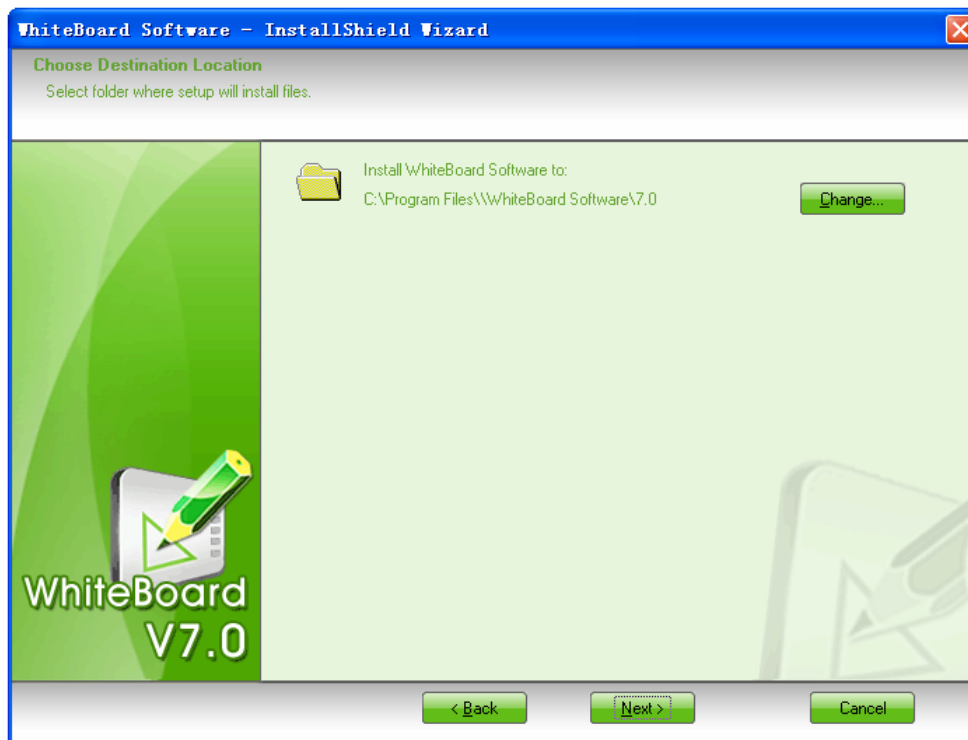 WhiteBoard Software - InstallShield Wizard
Choose Destination Location
Select folder where setup will install files.
Install WhiteBoard Software to:
C:\Program Files\\WhiteBoard Software\7.0
Change...
WhiteBoard
V7.0
< Back
Next >
Cancel